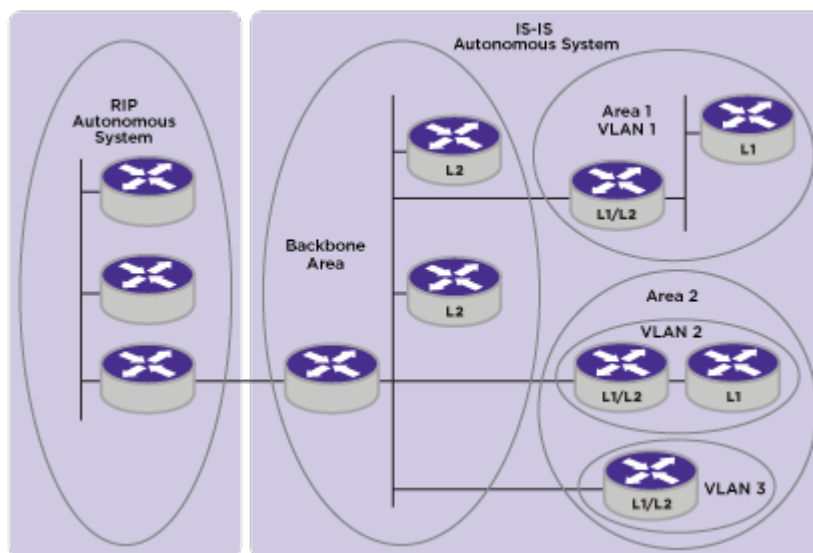 IS-IS
Autonomous System
RIP
Autonomous
System
Area 1
VLAN 1
L1
L2
L1/L2
Backbone
Area
L2
Area 2
VLAN 2
L1/L2
L1
VLAN 3
L1/L2